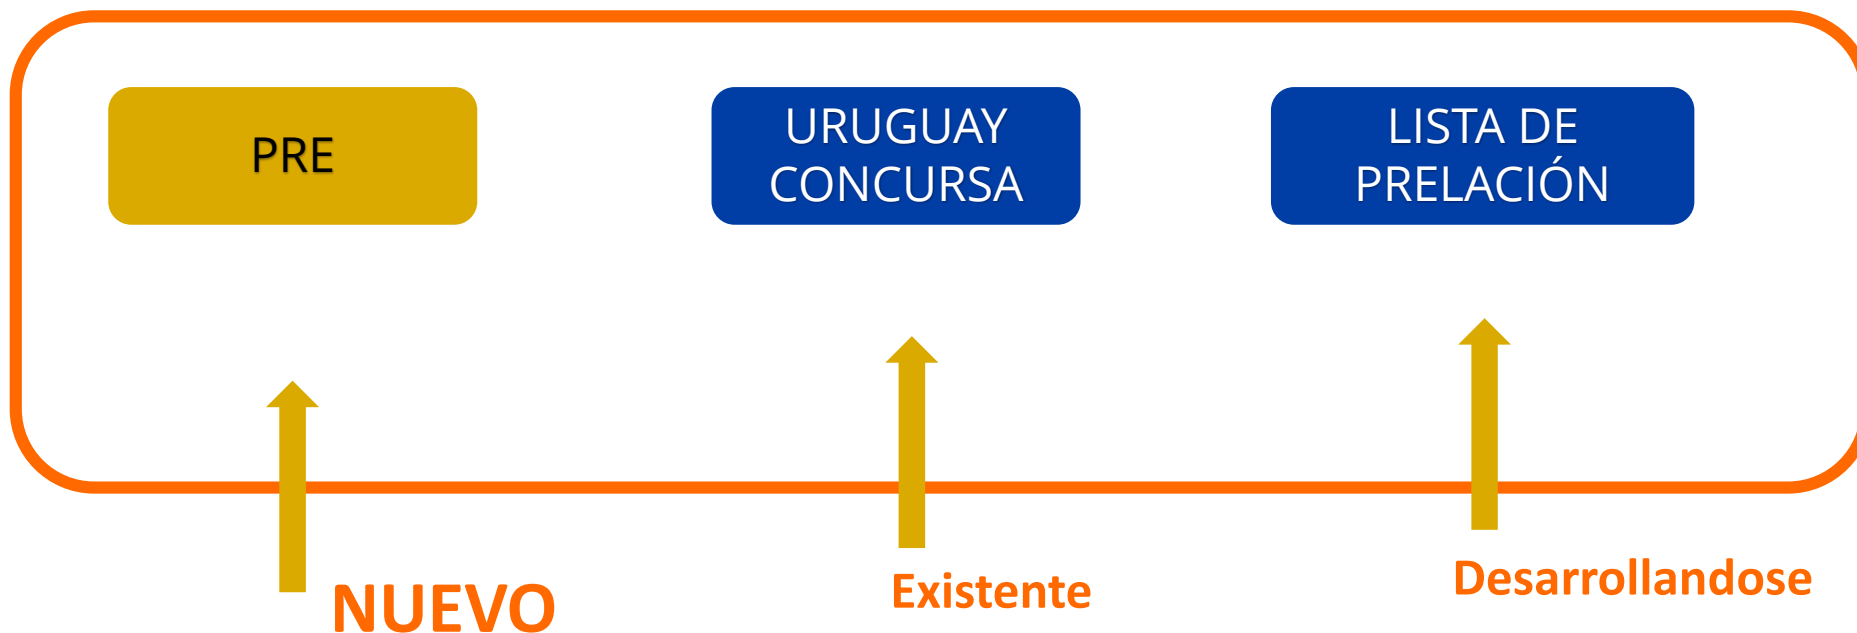 PRE
URUGUAY
CONCURSA
LISTA DE
PRELACIÓN
NUEVO
Existente
Desarrollandose